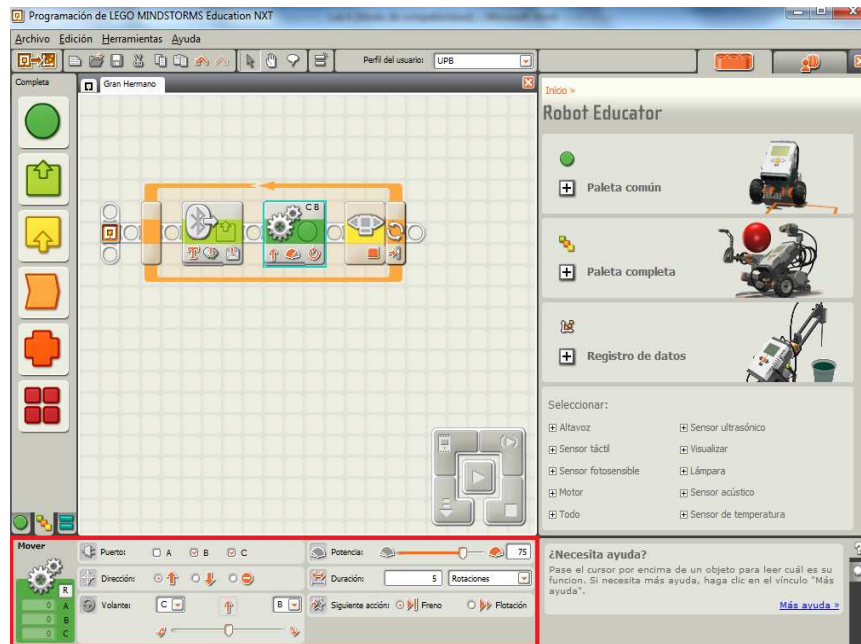 Programación de LEGO MINDSTORMS Education NXT
Archivo Edición Herramientas Ayuda
Perfil del usuario: UPB
Completa
Gran Hermano
C B
Inicio »
Robot Educator
Paleta común
Paleta completa
Registro de datos
Seleccionar:
Altavoz
Sensor ultrasónico
Sensor táctil
Visualizar
Sensor fotosensible
Lámpara
Motor
Sensor acústico
Todo
Sensor de temperatura
Mover
R
0 A
0 B
0 C
Puerto: A B C
Dirección:
Volante: C B
Potencia: 75
Duración: 5 Rotaciones
Siguiente acción: Freno Flotación
¿Necesita ayuda?
Pase el cursor por encima de un objeto para leer cuál es su
funcion. Si necesita más ayuda, haga clic en el vínculo "Más
ayuda".
Más ayuda »